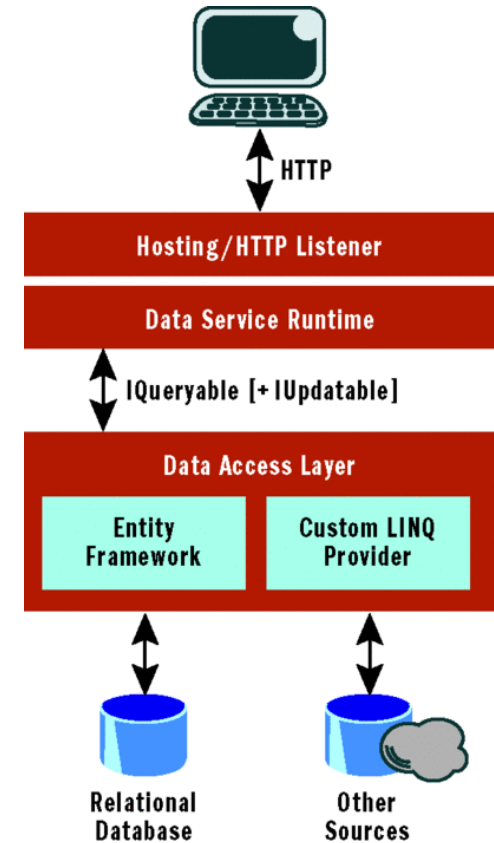 HTTP
Hosting/HTTP Listener
Data Service Runtime
IQueryable [+ IUpdatable]
Data Access Layer
Entity
Framework
Custom LINQ
Provider
Relational
Database
Other
Sources